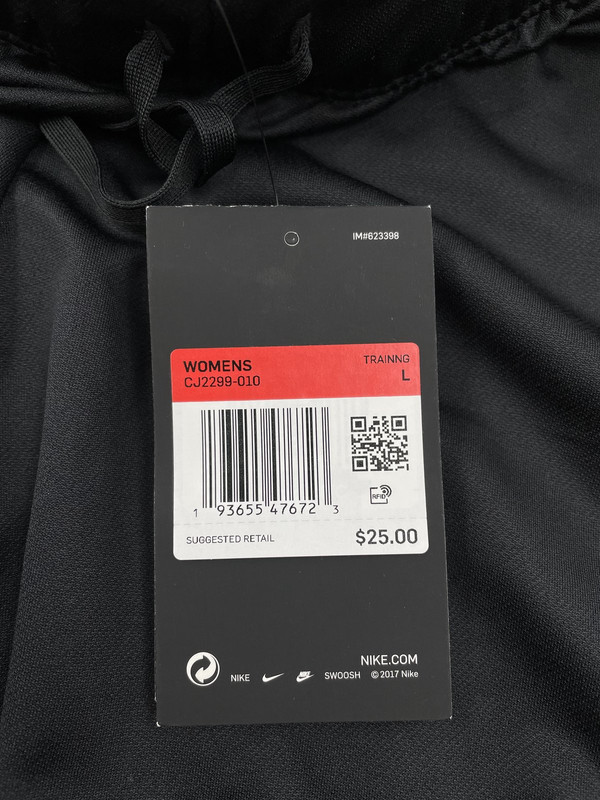 IM#623398
WOMENS
TRAINNG
CJ2299-010
L
1 93655 47672 3
RFID
SUGGESTED RETAIL
$25.00
NIKE.COM
NIKE
SWOOSH
© 2017 Nike